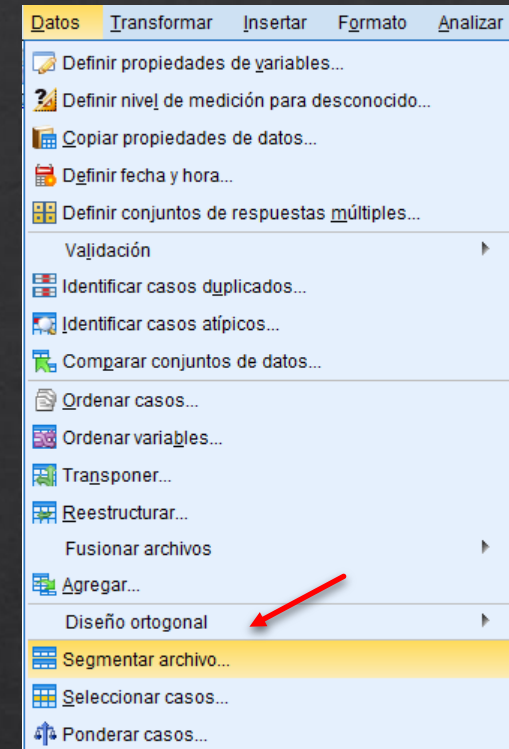 Datos Transformar Insertar Formato Analizar
Definir propiedades de variables...
Definir nivel de medición para desconocido...
Copiar propiedades de datos...
Definir fecha y hora...
Definir conjuntos de respuestas múltiples...
Validación
Identificar casos duplicados...
Identificar casos atípicos...
Comparar conjuntos de datos...
Ordenar casos...
Ordenar variables...
Transponer...
Reestructurar...
Fusionar archivos
Agregar...
Diseño ortogonal
Segmentar archivo...
Seleccionar casos...
Ponderar casos...